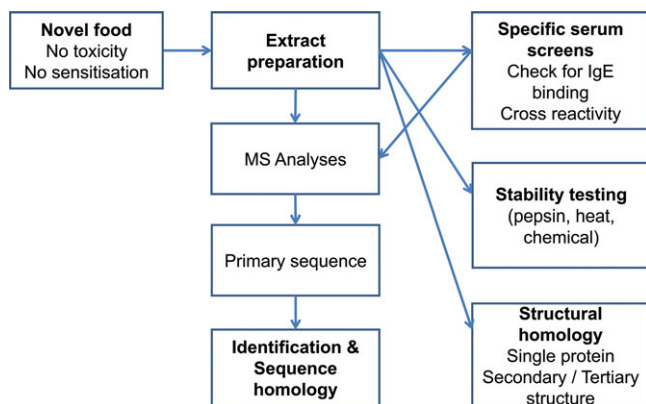 Novel food
No toxicity
No sensitisation
Extract
preparation
Specific serum
screens
Check for IgE
binding
Cross reactivity
MS Analyses
Stability testing
(pepsin, heat,
chemical)
Primary sequence
Identification &
Sequence
homology
Structural
homology
Single protein
Secondary / Tertiary
structure